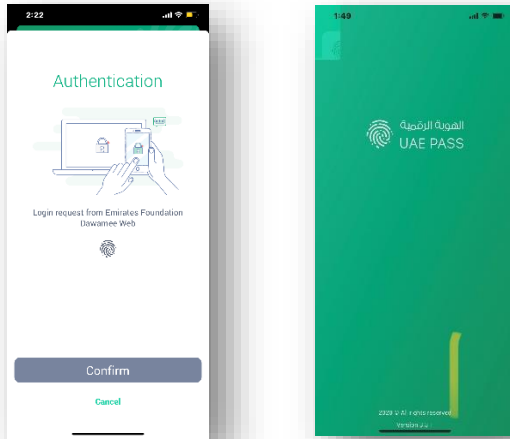 2:22
Authentication
Login request from Emirates Foundation
Dawamee Web
Confirm
Cancel
1:49
الهوية الرقمية
UAE PASS
2020 © All rights reserved